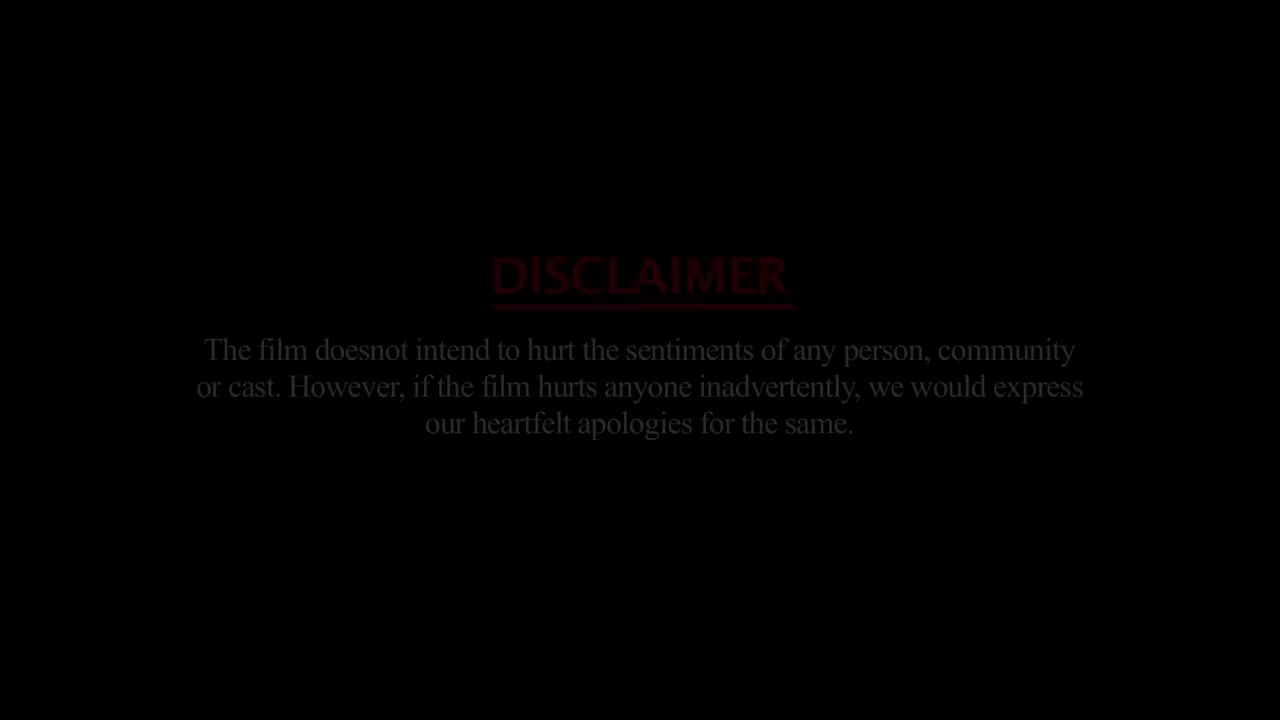 DISCLAIMER
The film doesnot intend to hurt the sentiments of any person, community
or cast. However, if the film hurts anyone inadvertently, we would express
our heartfelt apologies for the same.